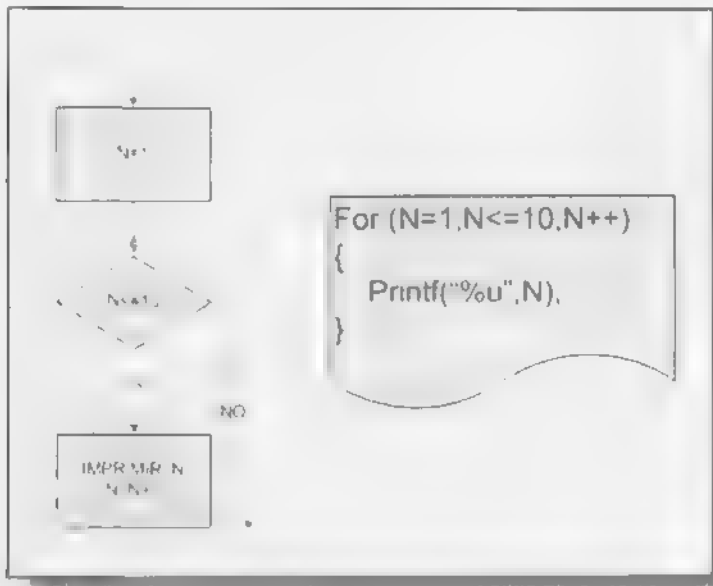 For (N=1,N<=10,N++)
{
Printf("%u",N),
}
NO
IMPRIMIR N